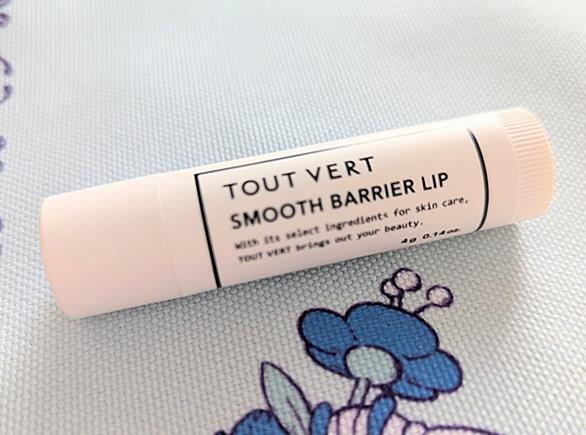 TOUT VERT
SMOOTH BARRIER LIP
With its select ingredients for skin care,
TOUT VERT brings out your beauty.
4g 0.14oz.